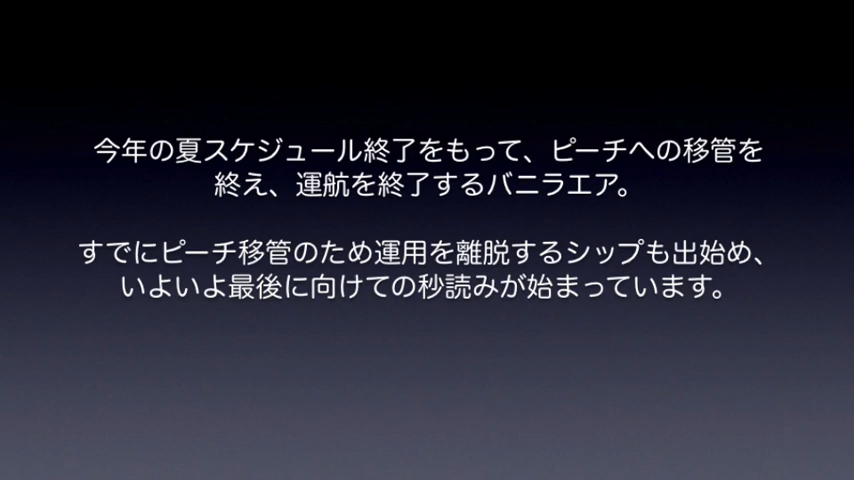 今年の夏スケジュール終了をもって、ピーチへの移管を
終え、運航を終了するバニラエア。
すでにピーチ移管のため運用を離脱するシップも出始め、
いよいよ最後に向けての秒読みが始まっています。